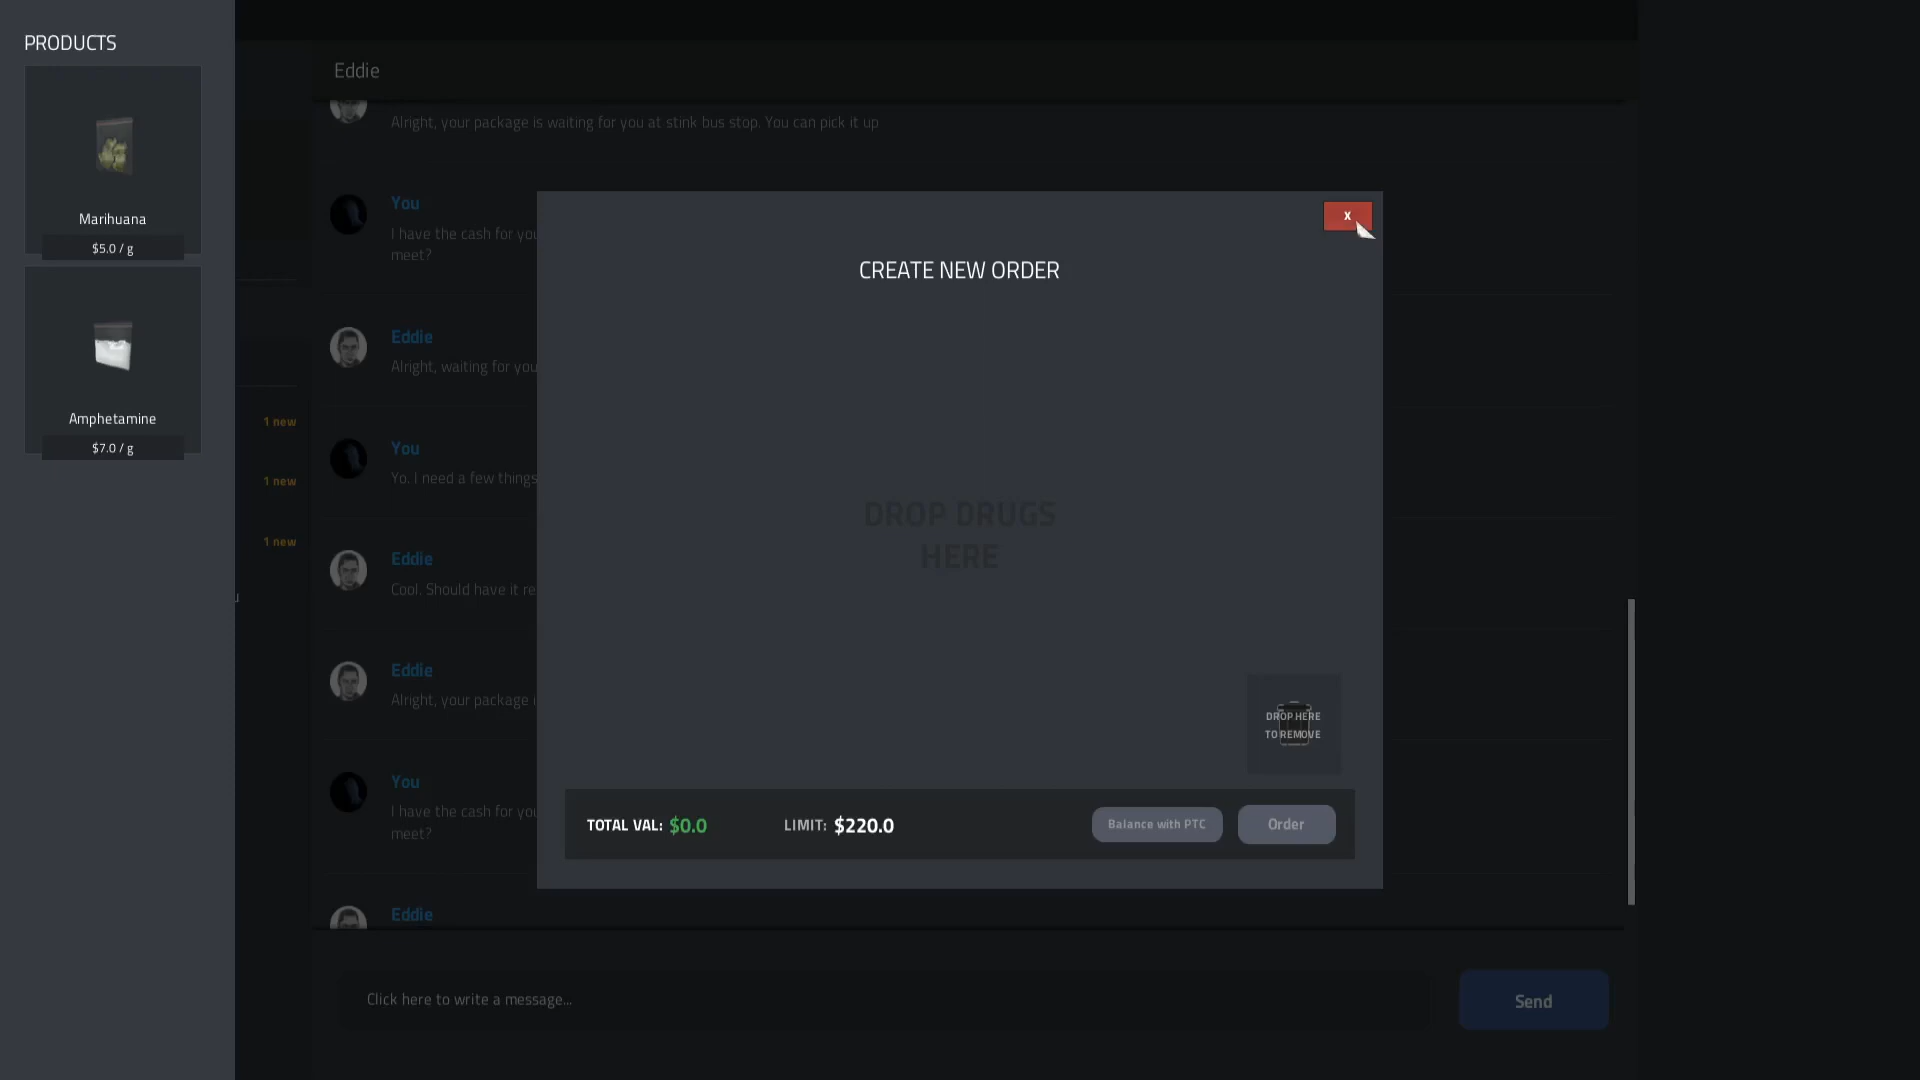 PRODUCTS
Marihuana
$5.0 / g
Amphetamine
$7.0 / g
1 new
1 new
1 new
Eddie
Alright, your package is waiting for you at stink bus stop. You can pick it up
You
I have the cash for you
meet?
Eddie
Alright, waiting for you
You
Yo. I need a few things
Eddie
Cool. Should have it re
Eddie
Alright, your package i
You
I have the cash for you
meet?
Eddie
X
CREATE NEW ORDER
DROP DRUGS
HERE
DROP HERE
TO REMOVE
TOTAL VAL: $0.0
LIMIT: $220.0
Balance with PTC
Order
Click here to write a message...
Send